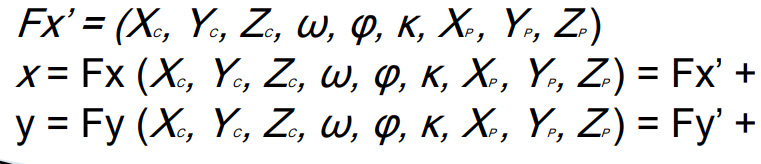 Fx’ = (Xc, Yc, Zc, ω, φ, κ, XP, YP, ZP)
x = Fx (Xc, Yc, Zc, ω, φ, κ, XP, YP, ZP) = Fx’ +
y = Fy (Xc, Yc, Zc, ω, φ, κ, XP, YP, ZP) = Fy’ +